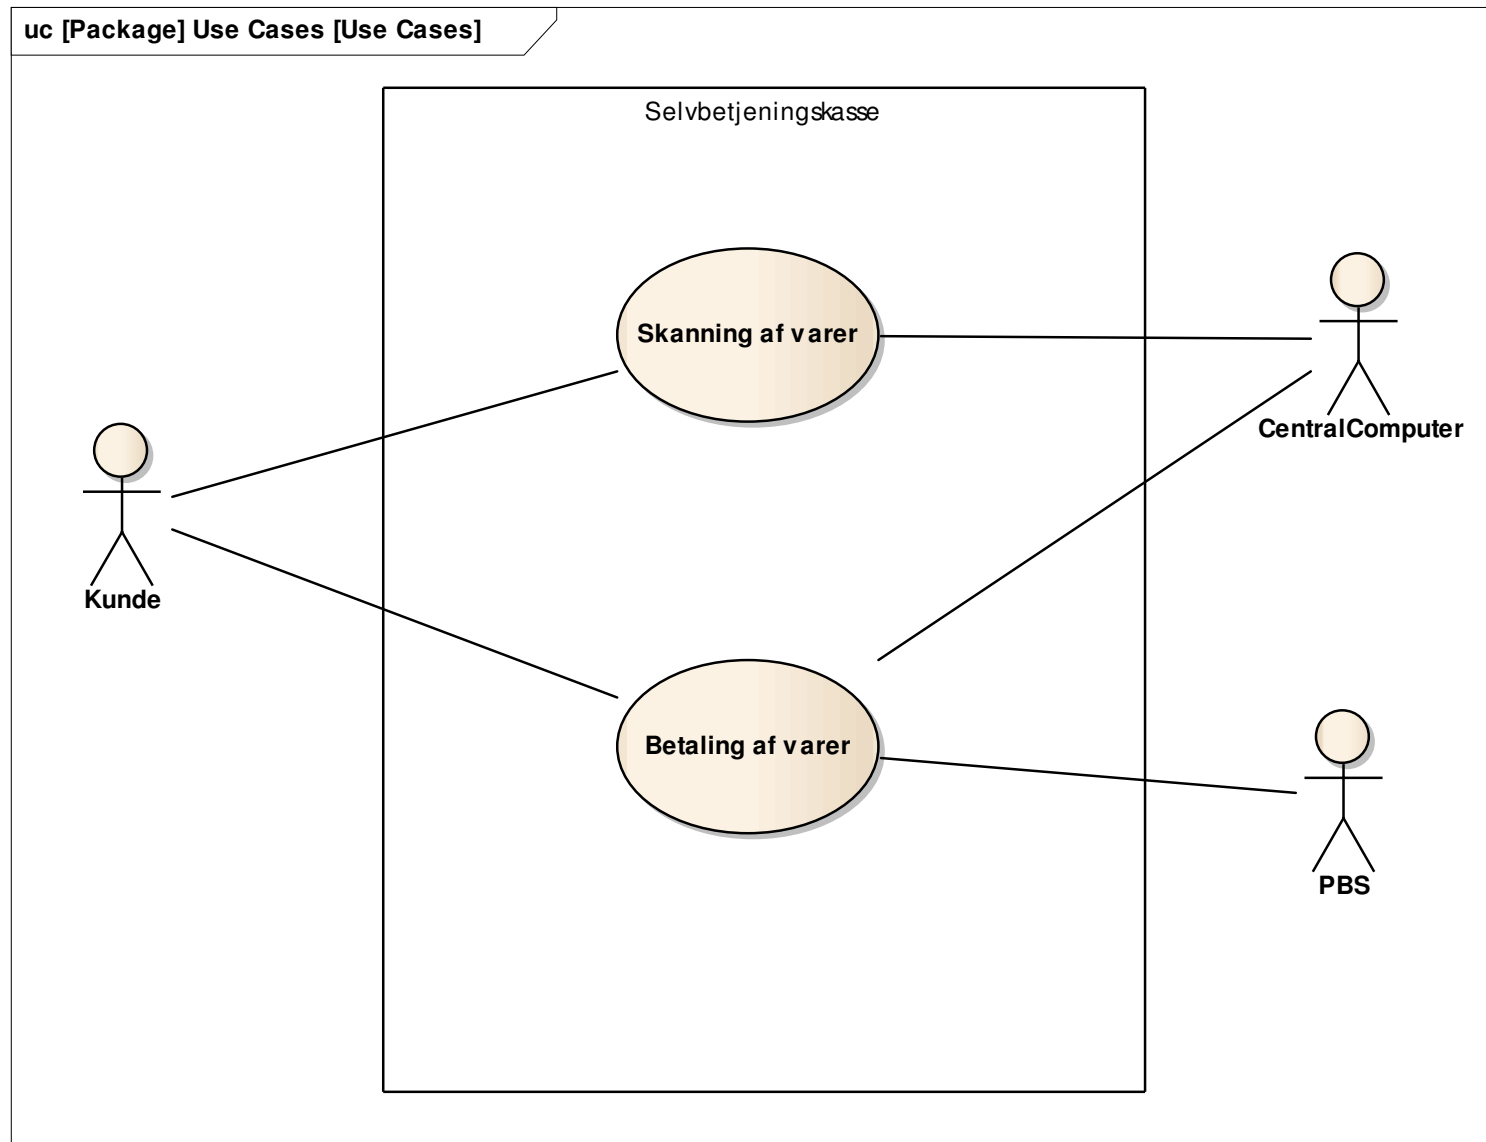 uc [Package] Use Cases [Use Cases]
Selvbetjeningskasse
Skanning af varer
CentralComputer
Kunde
Betaling af varer
PBS